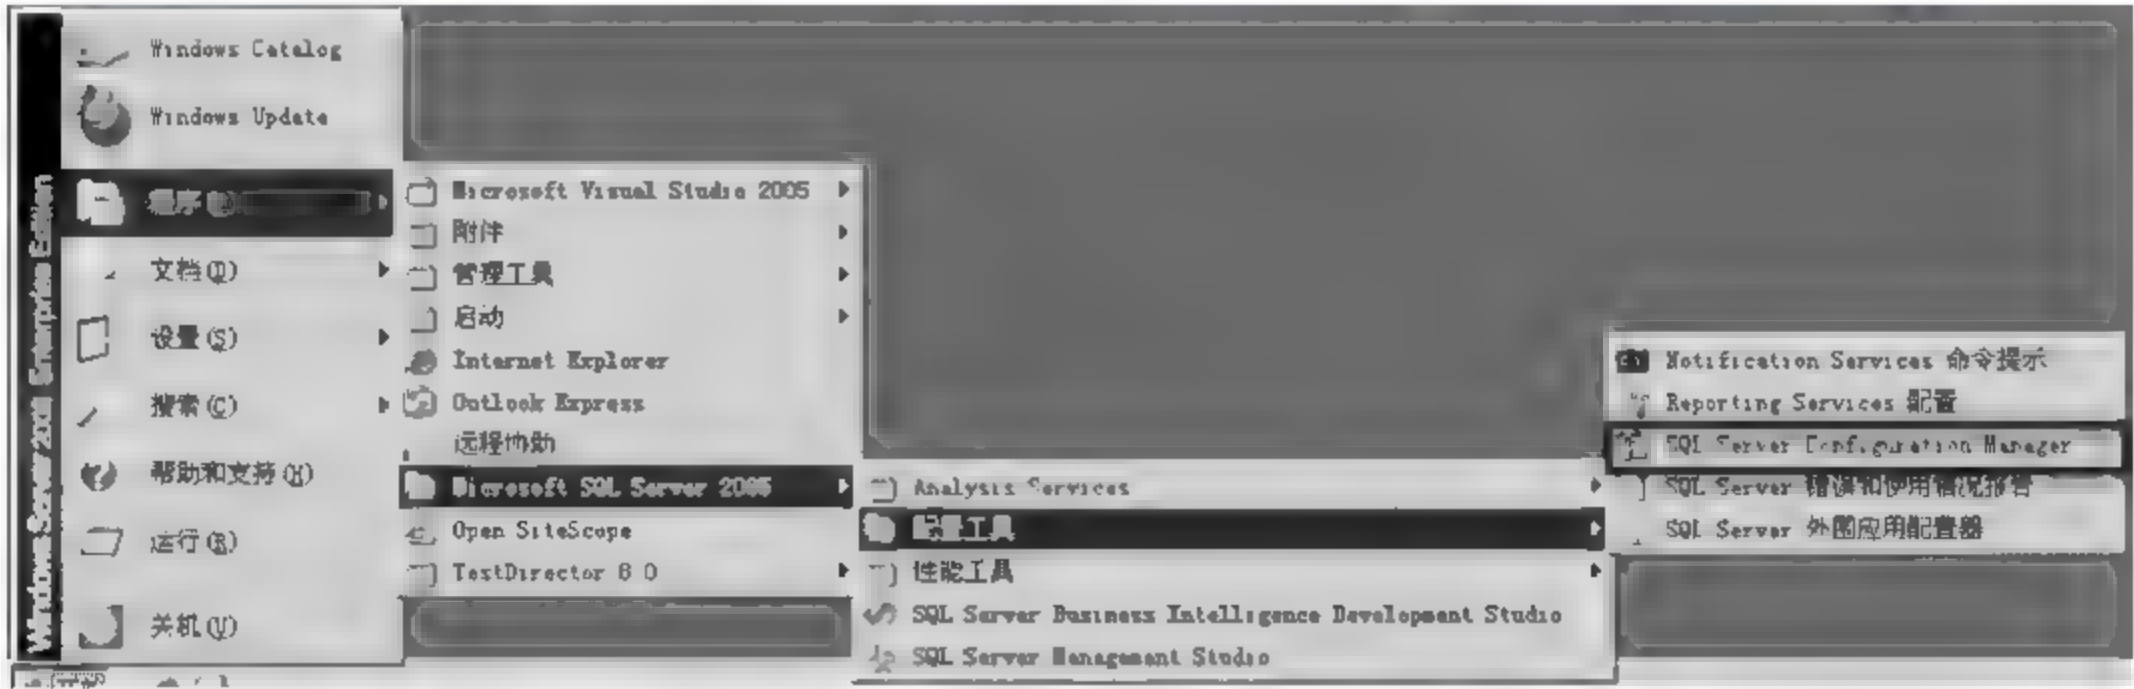 Windows Catalog
Windows Update
程序
文档(D)
设置(S)
搜索(C)
帮助和支持(H)
运行(R)
关机(U)
Windows Server 2003 Enterprise Edition
Microsoft Visual Studio 2005
附件
管理工具
启动
Internet Explorer
Outlook Express
远程协助
Microsoft SQL Server 2005
Open SiteScope
TestDirector 8 0
Analysis Services
配置工具
性能工具
SQL Server Business Intelligence Development Studio
SQL Server Management Studio
Notification Services 命令提示
Reporting Services 配置
SQL Server Configuration Manager
SQL Server 错误和使用情况报告
SQL Server 外围应用配置器